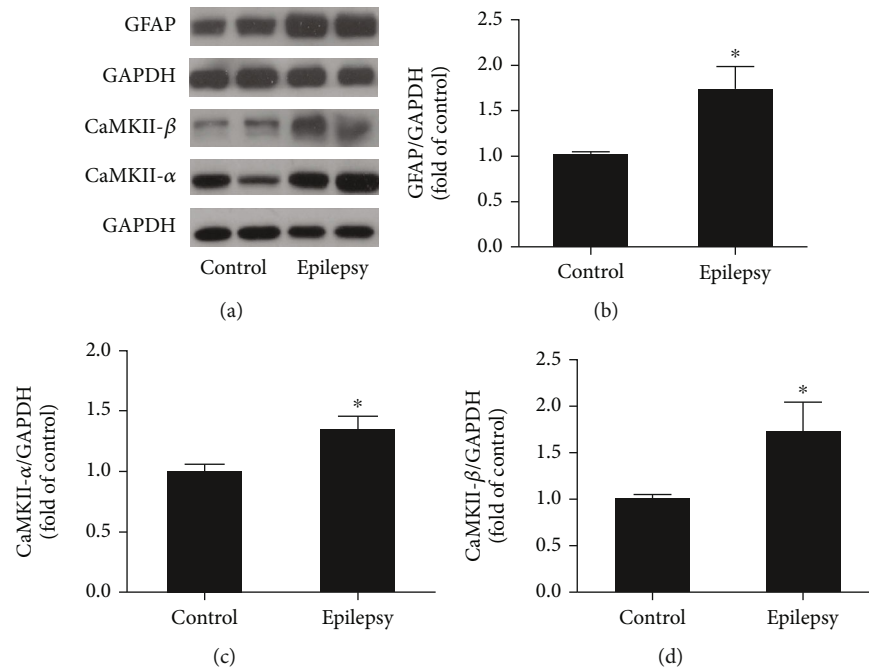 GFAP
GAPDH
CaMKII-β
CaMKII-α
GAPDH
Control Epilepsy
(a)
GFAP/GAPDH
(fold of control)
2.5
2.0
1.5
1.0
0.5
0.0
*
Control Epilepsy
(b)
CaMKII-α/GAPDH
(fold of control)
2.0
1.5
1.0
0.5
0.0
*
Control Epilepsy
(c)
CaMKII-β/GAPDH
(fold of control)
2.5
2.0
1.5
1.0
0.5
0.0
*
Control Epilepsy
(d)